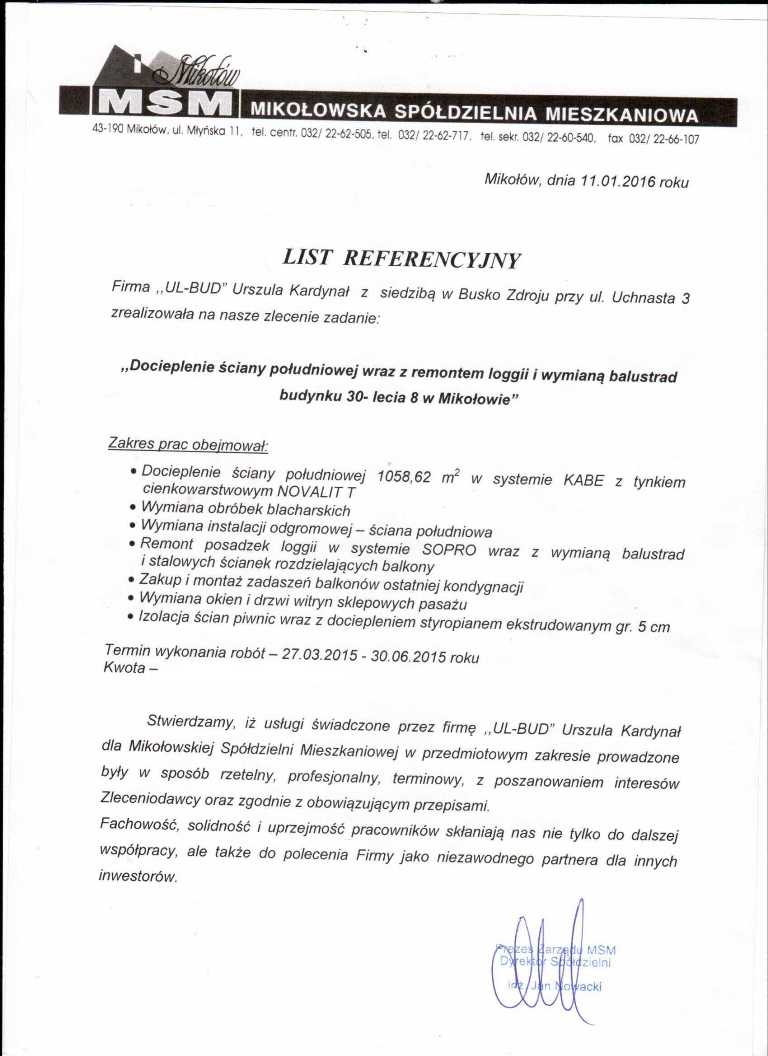 Mikołów
MSM MIKOŁOWSKA SPÓŁDZIELNIA MIESZKANIOWA
43-190 Mikołów, ul. Młyńska 11, tel. centr. 032/ 22-62-505, tel. 032/ 22-62-717, tel. sekr. 032/ 22-60-540, fax 032/ 22-66-107
Mikołów, dnia 11.01.2016 roku
LIST REFERENCYJNY
Firma ,,UL-BUD” Urszula Kardynał z siedzibą w Busko Zdroju przy ul. Uchnasta 3
zrealizowała na nasze zlecenie zadanie:
,,Docieplenie ściany południowej wraz z remontem loggii i wymianą balustrad
budynku 30- lecia 8 w Mikołowie”
Zakres prac obejmował:
• Docieplenie ściany południowej 1058,62 m² w systemie KABE z tynkiem
cienkowarstwowym NOVALIT T
• Wymiana obróbek blacharskich
• Wymiana instalacji odgromowej – ściana południowa
• Remont posadzek loggii w systemie SOPRO wraz z wymianą balustrad
i stalowych ścianek rozdzielających balkony
• Zakup i montaż zadaszeń balkonów ostatniej kondygnacji
• Wymiana okien i drzwi witryn sklepowych pasażu
• Izolacja ścian piwnic wraz z dociepleniem styropianem ekstrudowanym gr. 5 cm
Termin wykonania robót – 27.03.2015 - 30.06.2015 roku
Kwota –
Stwierdzamy, iż usługi świadczone przez firmę ,,UL-BUD” Urszula Kardynał
dla Mikołowskiej Spółdzielni Mieszkaniowej w przedmiotowym zakresie prowadzone
były w sposób rzetelny, profesjonalny, terminowy, z poszanowaniem interesów
Zleceniodawcy oraz zgodnie z obowiązującym przepisami.
Fachowość, solidność i uprzejmość pracowników skłaniają nas nie tylko do dalszej
współpracy, ale także do polecenia Firmy jako niezawodnego partnera dla innych
inwestorów.
Prezes Zarządu MSM
Dyrektor Spółdzielni
inż. Jan Nowacki